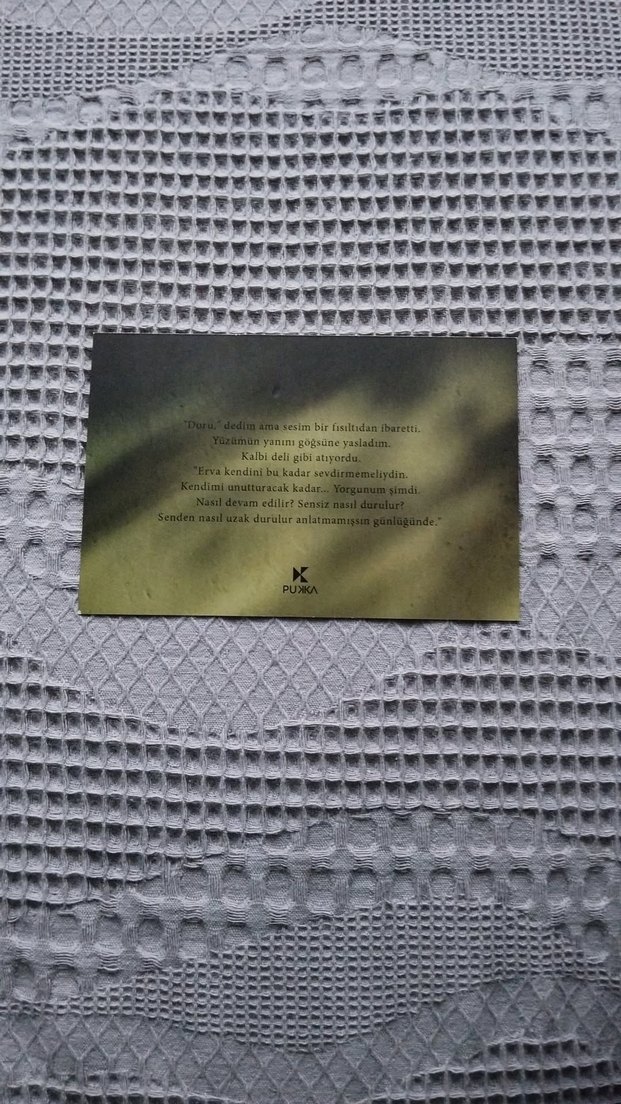 "Duru," dedim ama sesim bir fısıltıdan ibaretti.
Yüzümün yanını göğsüne yasladım.
Kalbi deli gibi atıyordu.
"Erva kendini bu kadar sevdirmemeliydin.
Kendimi unutturacak kadar... Yorgunum şimdi.
Nasıl devam edilir? Sensiz nasıl durulur?
Senden nasıl uzak durulur anlatmamışsın günlüğünde."
PUKKA